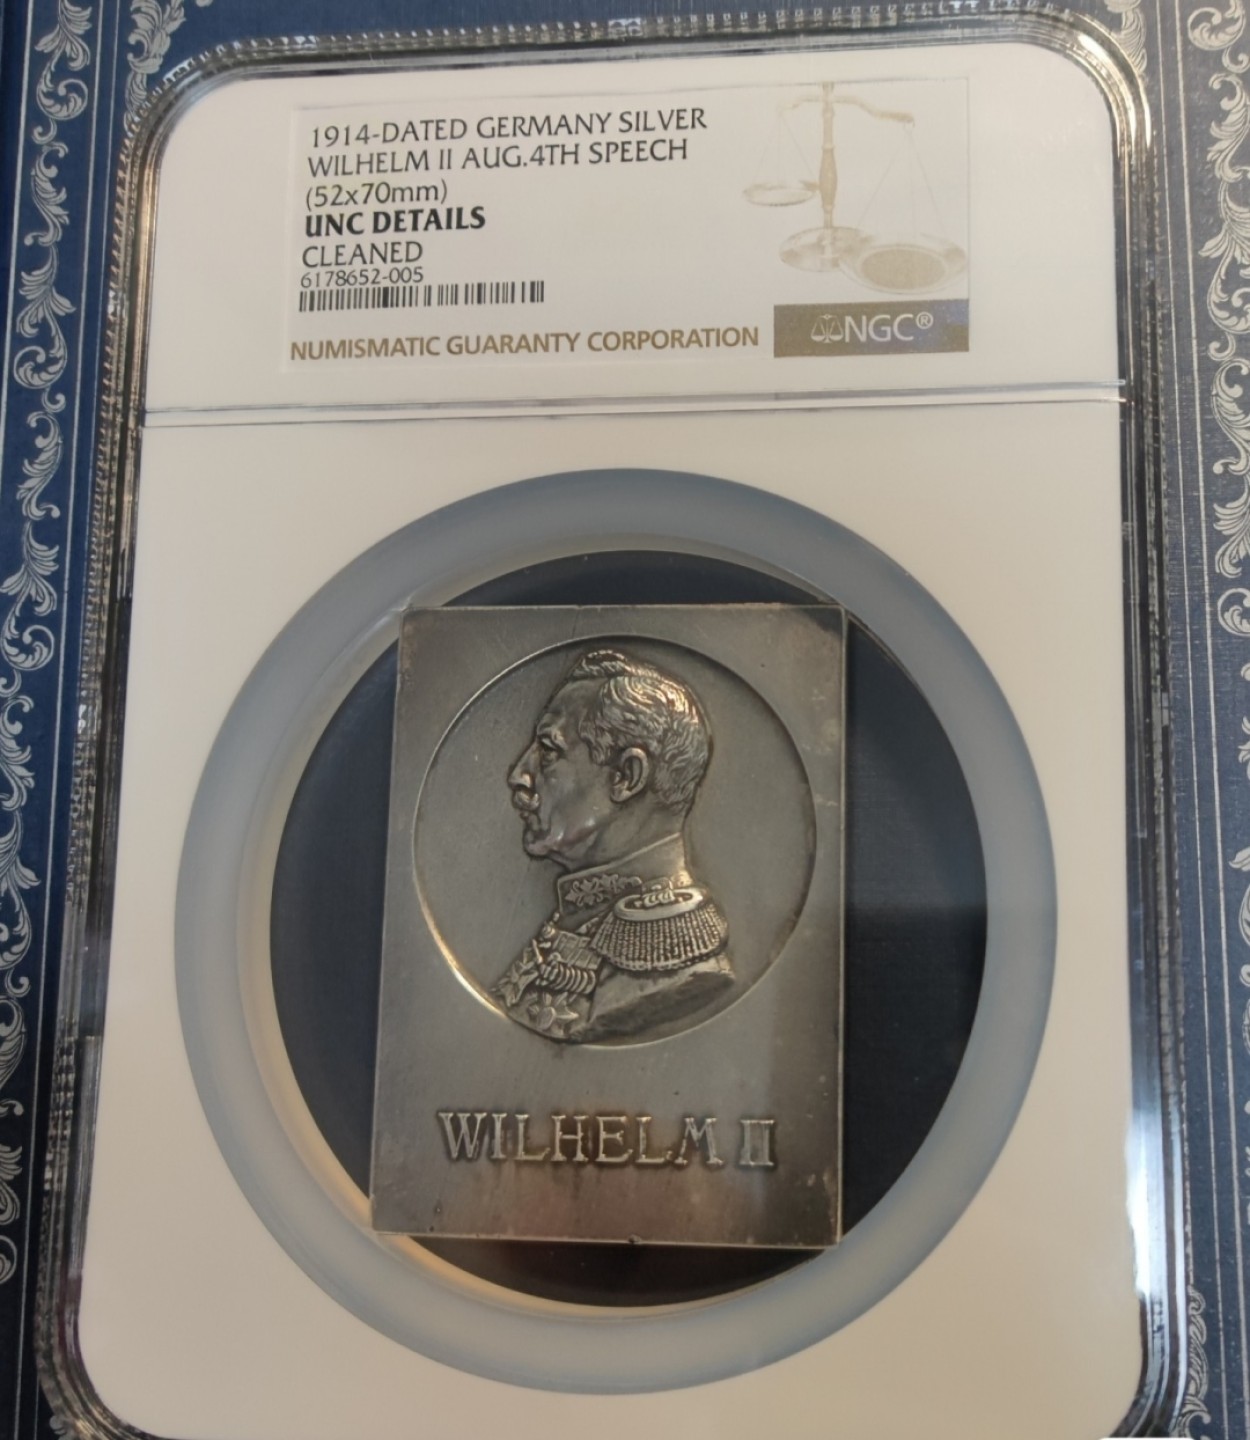 1914-DATED GERMANY SILVER
WILHELM II AUG.4TH SPEECH
(52x70mm)
UNC DETAILS
CLEANED
6178652-005
NUMISMATIC GUARANTY CORPORATION
NGC®
WILHELM II